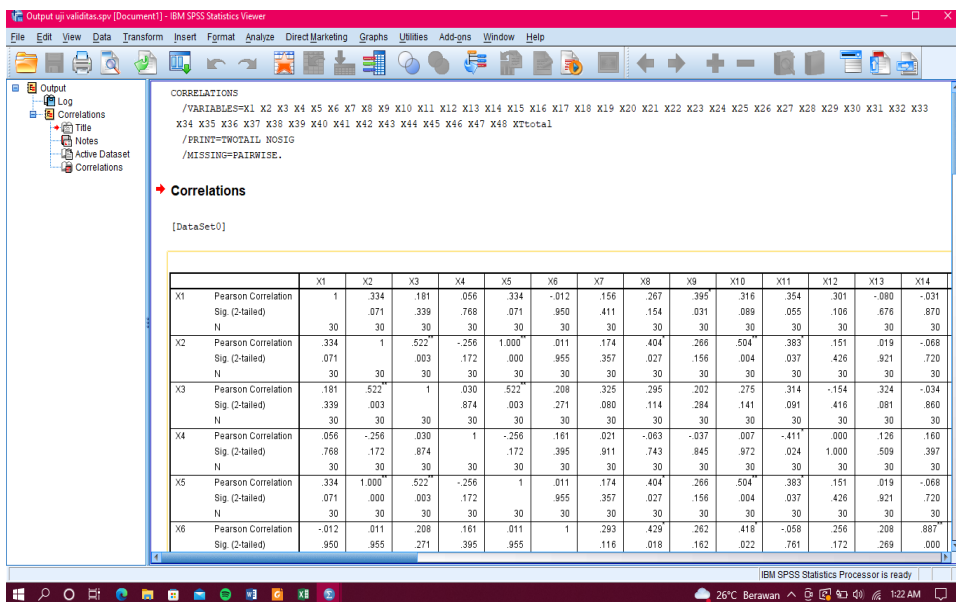 Output uji validitas.spv [Document1] - IBM SPSS Statistics Viewer
File Edit View Data Transform Insert Format Analyze Direct Marketing Graphs Utilities Add-ons Window Help
Output
Log
Correlations
Title
Notes
Active Dataset
Correlations
CORRELATIONS
/VARIABLES=X1 X2 X3 X4 X5 X6 X7 X8 X9 X10 X11 X12 X13 X14 X15 X16 X17 X18 X19 X20 X21 X22 X23 X24 X25 X26 X27 X28 X29 X30 X31 X32 X33
X34 X35 X36 X37 X38 X39 X40 X41 X42 X43 X44 X45 X46 X47 X48 XTtotal
/PRINT=TWOTAIL NOSIG
/MISSING=PAIRWISE.
Correlations
[DataSet0]
X1 X2 X3 X4 X5 X6 X7 X8 X9 X10 X11 X12 X13 X14
X1 Pearson Correlation 1 .334 .181 .056 .334 -.012 .156 .267 .395* .316 .354 .301 -.080 -.031
Sig. (2-tailed) .071 .339 .768 .071 .950 .411 .154 .031 .089 .055 .106 .676 .870
N 30 30 30 30 30 30 30 30 30 30 30 30 30 30
X2 Pearson Correlation .334 1 .522** -.256 1.000** .011 .174 .404* .266 .504** .383* .151 .019 -.068
Sig. (2-tailed) .071 .003 .172 .000 .955 .357 .027 .156 .004 .037 .426 .921 .720
N 30 30 30 30 30 30 30 30 30 30 30 30 30 30
X3 Pearson Correlation .181 .522** 1 .030 .522** .208 .325 .295 .202 .275 .314 -.154 .324 -.034
Sig. (2-tailed) .339 .003 .874 .003 .271 .080 .114 .284 .141 .091 .416 .081 .860
N 30 30 30 30 30 30 30 30 30 30 30 30 30 30
X4 Pearson Correlation .056 -.256 .030 1 -.256 .161 .021 -.063 -.037 .007 -.411* .000 .126 .160
Sig. (2-tailed) .768 .172 .874 .172 .395 .911 .743 .845 .972 .024 1.000 .509 .397
N 30 30 30 30 30 30 30 30 30 30 30 30 30 30
X5 Pearson Correlation .334 1.000** .522** -.256 1 .011 .174 .404* .266 .504** .383* .151 .019 -.068
Sig. (2-tailed) .071 .000 .003 .172 .955 .357 .027 .156 .004 .037 .426 .921 .720
N 30 30 30 30 30 30 30 30 30 30 30 30 30 30
X6 Pearson Correlation -.012 .011 .208 .161 .011 1 .293 .429* .262 .418* -.058 .256 .208 .887**
Sig. (2-tailed) .950 .955 .271 .395 .955 .116 .018 .162 .022 .761 .172 .269 .000
IBM SPSS Statistics Processor is ready
26°C Berawan 1:22 AM